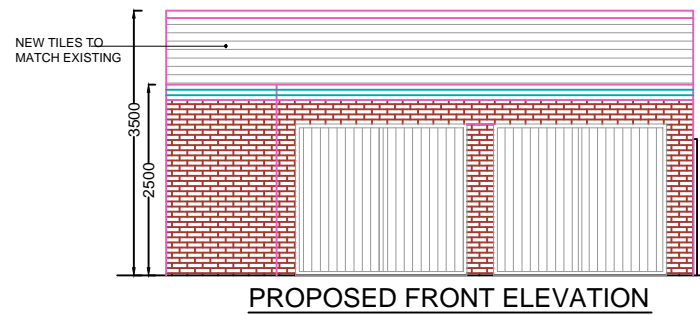 NEW TILES TO
MATCH EXISTING
3500
2500
PROPOSED FRONT ELEVATION